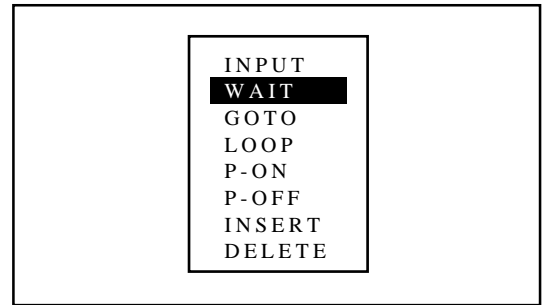 INPUT
WAIT
GOTO
LOOP
P-ON
P-OFF
INSERT
DELETE